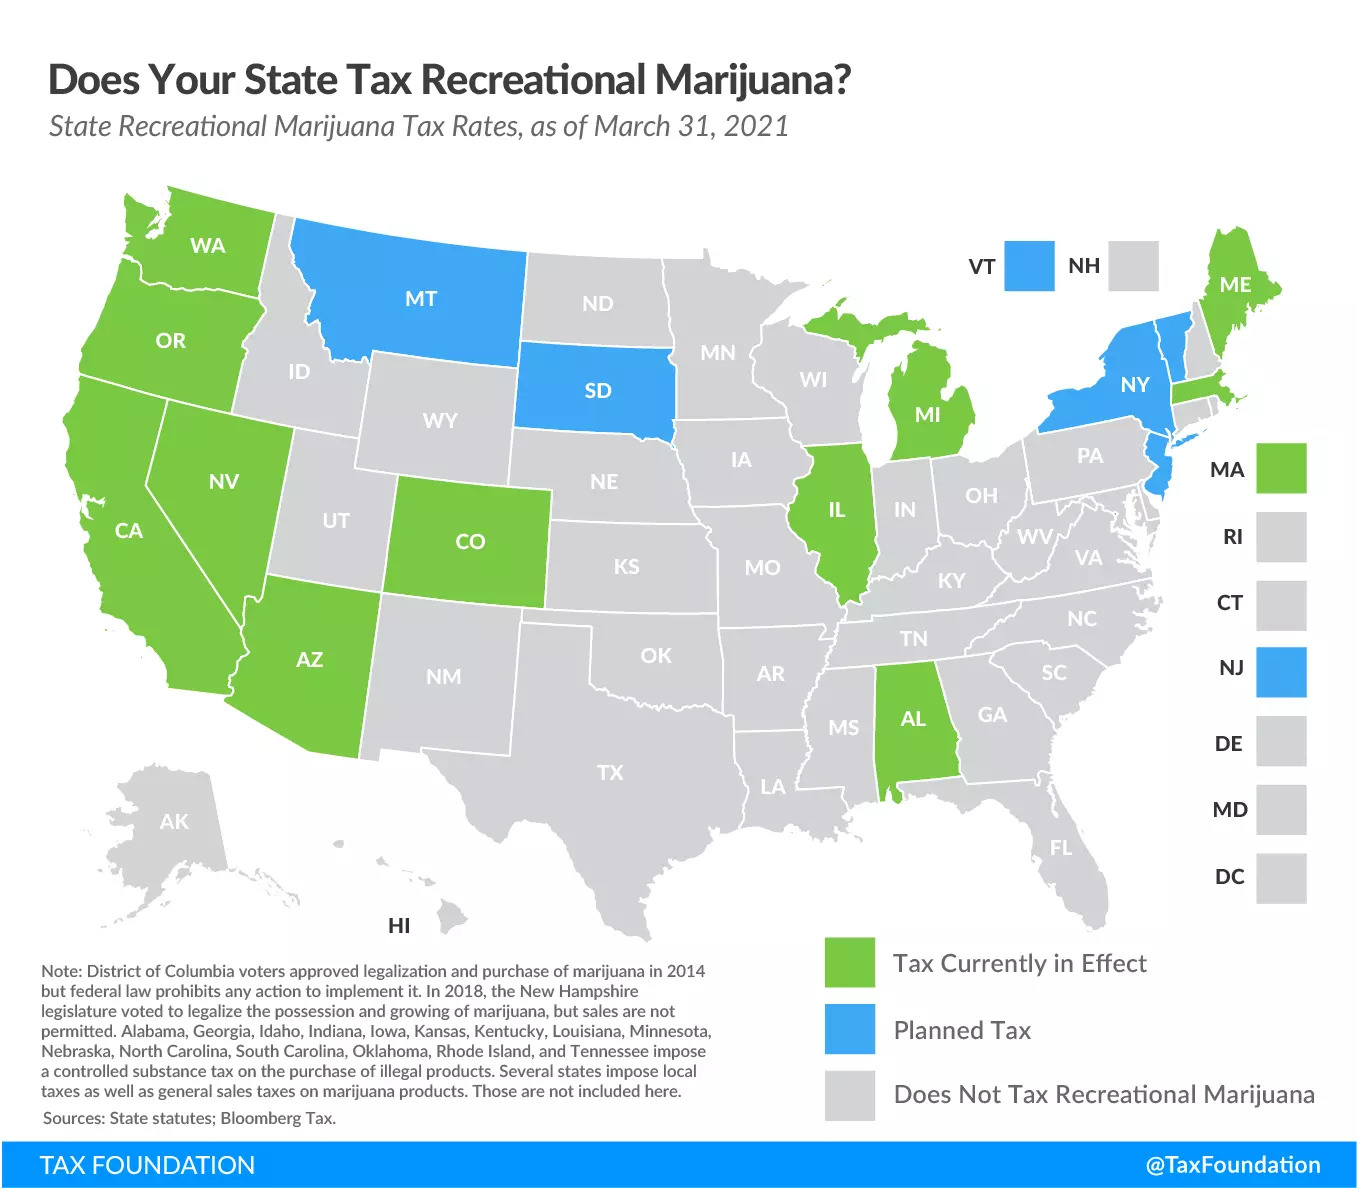 Does Your State Tax Recreational Marijuana?
State Recreational Marijuana Tax Rates, as of March 31, 2021
WA
MT
ND
MN
VT
NH
ME
OR
ID
SD
WI
NY
WY
MI
NV
UT
CO
NE
IA
IL
IN
OH
PA
MA
CA
KS
MO
KY
WV
VA
RI
CT
AZ
NM
OK
AR
TN
NC
SC
NJ
TX
LA
MS
AL
GA
DE
MD
AK
HI
FL
DC
Tax Currently in Effect
Planned Tax
Does Not Tax Recreational Marijuana
Note: District of Columbia voters approved legalization and purchase of marijuana in 2014
but federal law prohibits any action to implement it. In 2018, the New Hampshire
legislature voted to legalize the possession and growing of marijuana, but sales are not
permitted. Alabama, Georgia, Idaho, Indiana, Iowa, Kansas, Kentucky, Louisiana, Minnesota,
Nebraska, North Carolina, South Carolina, Oklahoma, Rhode Island, and Tennessee impose
a controlled substance tax on the purchase of illegal products. Several states impose local
taxes as well as general sales taxes on marijuana products. Those are not included here.
Sources: State statutes; Bloomberg Tax.
TAX FOUNDATION
@TaxFoundation